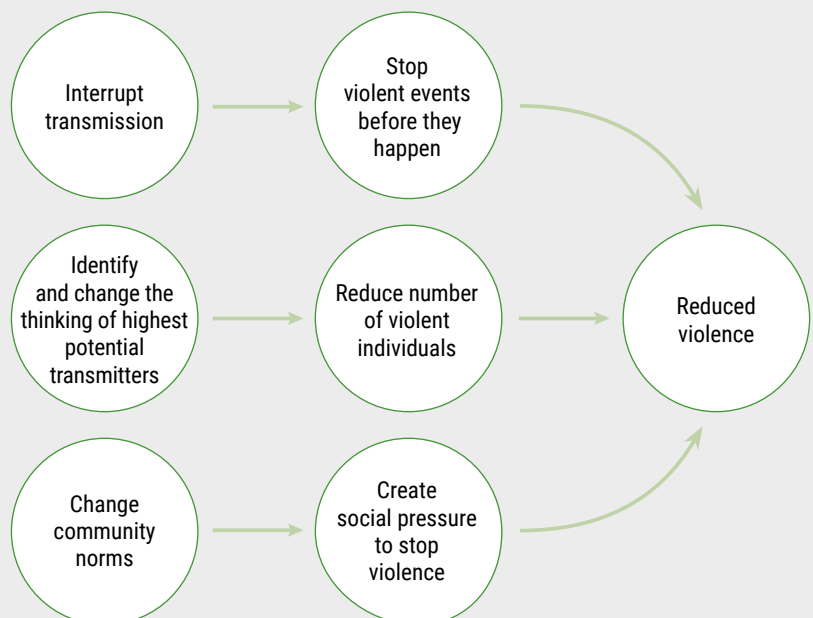 Interrupt
transmission
Stop
violent events
before they
happen
Identify
and change the
thinking of highest
potential
transmitters
Reduce number
of violent
individuals
Reduced
violence
Change
community
norms
Create
social pressure
to stop
violence